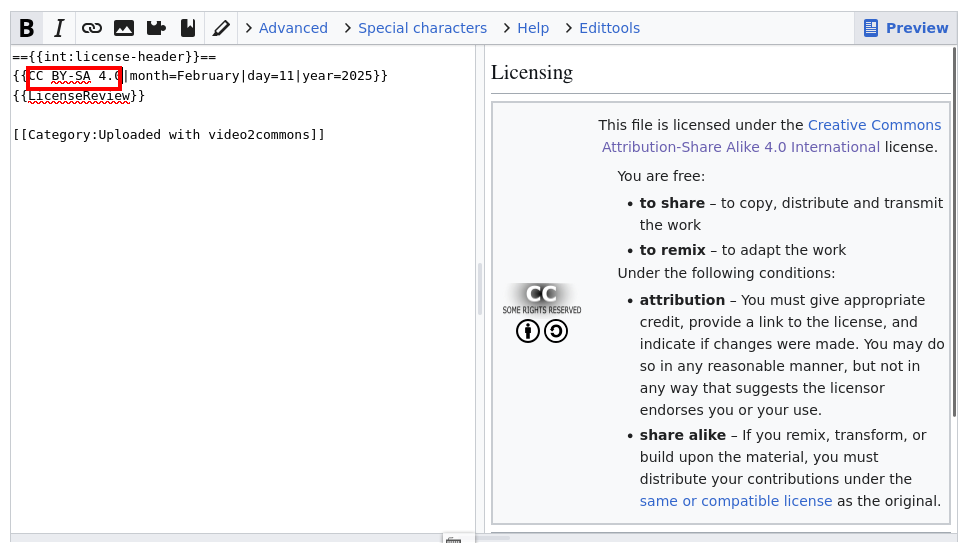 B I Advanced Special characters Help Edittools Preview
=={{int:license-header}}==
{{CC BY-SA 4.0|month=February|day=11|year=2025}}
{{LicenseReview}}
[[Category:Uploaded with video2commons]]
Licensing
This file is licensed under the Creative Commons
Attribution-Share Alike 4.0 International license.
You are free:
• to share – to copy, distribute and transmit
the work
• to remix – to adapt the work
Under the following conditions:
• attribution – You must give appropriate
credit, provide a link to the license, and
indicate if changes were made. You may do
so in any reasonable manner, but not in
any way that suggests the licensor
endorses you or your use.
• share alike – If you remix, transform, or
build upon the material, you must
distribute your contributions under the
same or compatible license as the original.
CC
SOME RIGHTS RESERVED